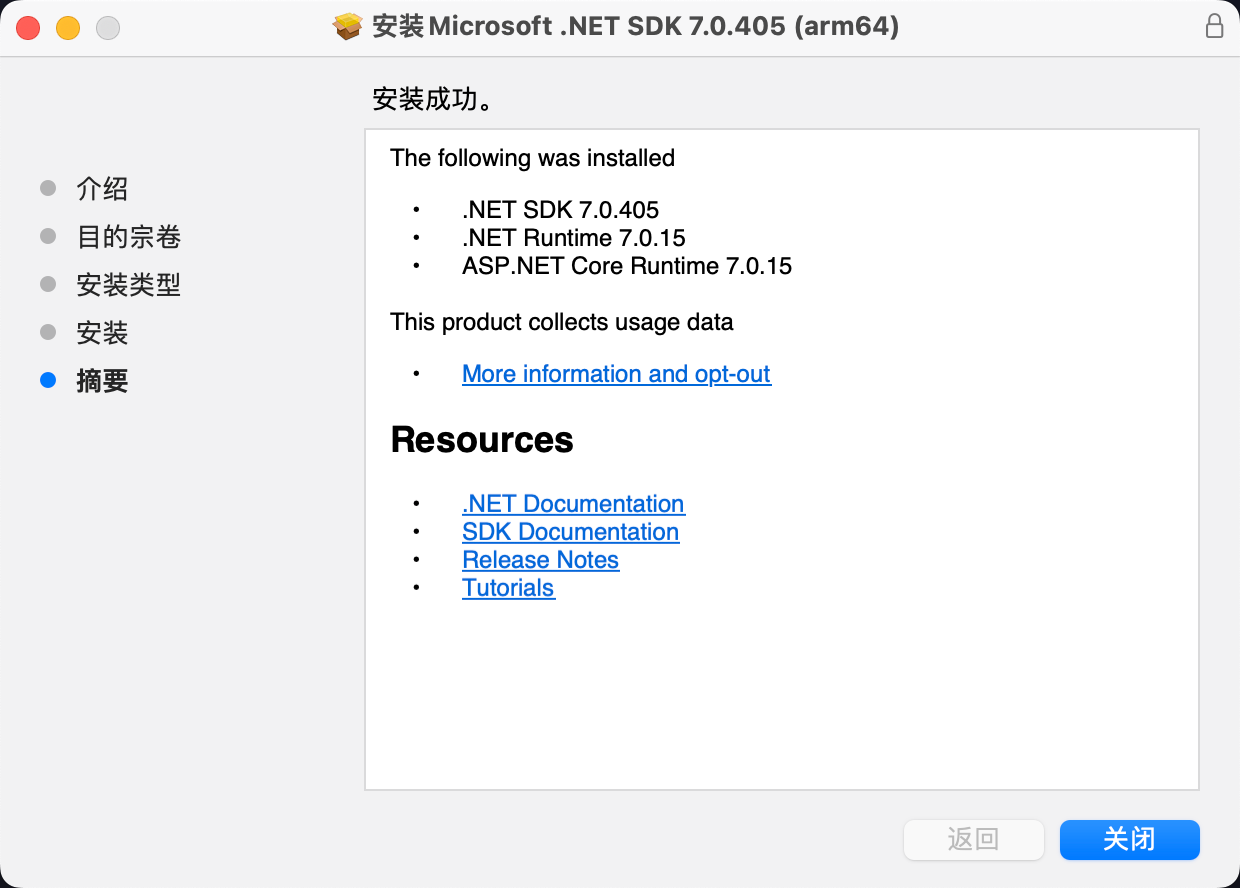 安装Microsoft .NET SDK 7.0.405 (arm64)
介绍
目的宗卷
安装类型
安装
摘要
安装成功。
The following was installed
• .NET SDK 7.0.405
• .NET Runtime 7.0.15
• ASP.NET Core Runtime 7.0.15
This product collects usage data
• More information and opt-out
Resources
• .NET Documentation
• SDK Documentation
• Release Notes
• Tutorials
返回
关闭